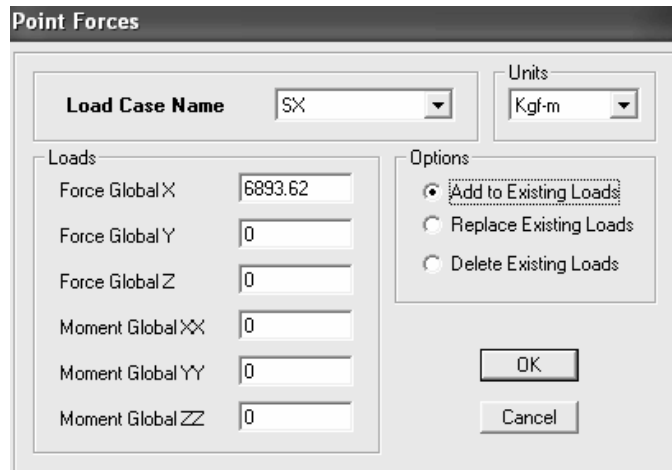 Point Forces
Load Case Name
SX
Units
Kgf-m
Loads
Force Global X
6893.62
Force Global Y
0
Force Global Z
0
Moment Global XX
0
Moment Global YY
0
Moment Global ZZ
0
Options
Add to Existing Loads
Replace Existing Loads
Delete Existing Loads
OK
Cancel